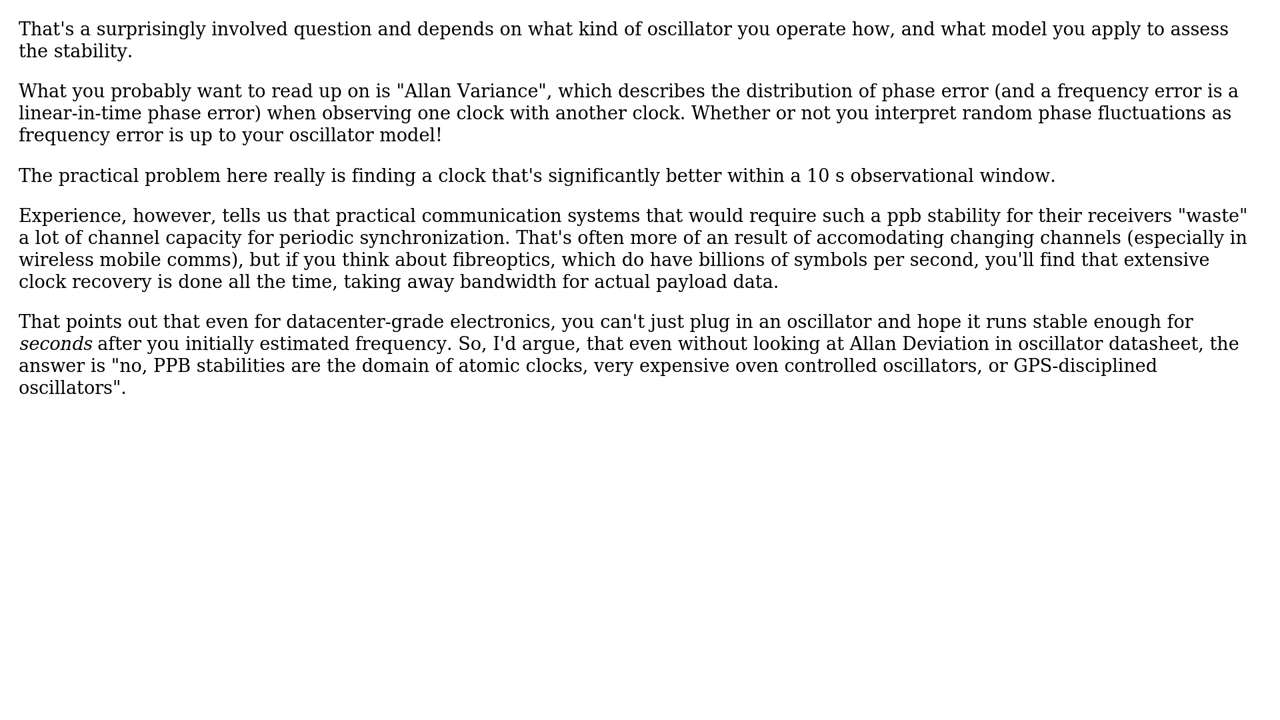 That's a surprisingly involved question and depends on what kind of oscillator you operate how, and what model you apply to assess
the stability.
What you probably want to read up on is "Allan Variance", which describes the distribution of phase error (and a frequency error is a
linear-in-time phase error) when observing one clock with another clock. Whether or not you interpret random phase fluctuations as
frequency error is up to your oscillator model!
The practical problem here really is finding a clock that's significantly better within a 10 s observational window.
Experience, however, tells us that practical communication systems that would require such a ppb stability for their receivers "waste"
a lot of channel capacity for periodic synchronization. That's often more of an result of accomodating changing channels (especially in
wireless mobile comms), but if you think about fibreoptics, which do have billions of symbols per second, you'll find that extensive
clock recovery is done all the time, taking away bandwidth for actual payload data.
That points out that even for datacenter-grade electronics, you can't just plug in an oscillator and hope it runs stable enough for
seconds after you initially estimated frequency. So, I'd argue, that even without looking at Allan Deviation in oscillator datasheet, the
answer is "no, PPB stabilities are the domain of atomic clocks, very expensive oven controlled oscillators, or GPS-disciplined
oscillators".